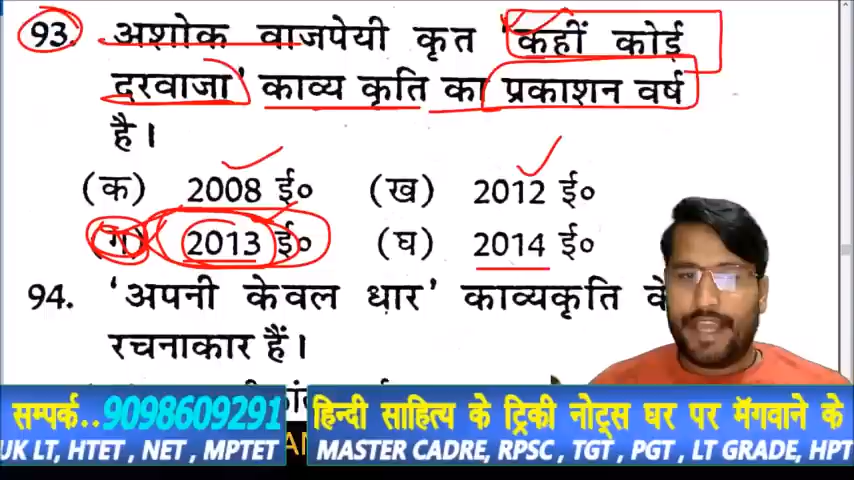 93. अशोक वाजपेयी कृत 'कहीं कोई
दरवाजा' काव्य कृति का प्रकाशन वर्ष
है।
(क) 2008 ई० (ख) 2012 ई०
(ग) 2013 ई० (घ) 2014 ई०
94. 'अपनी केवल धार' काव्यकृति के
रचनाकार हैं।
सम्पर्क..9098609291 हिन्दी साहित्य के ट्रिकी नोट्स घर पर मॅगवाने के
UK LT, HTET , NET , MPTET MASTER CADRE, RPSC , TGT , PGT , LT GRADE, HPT